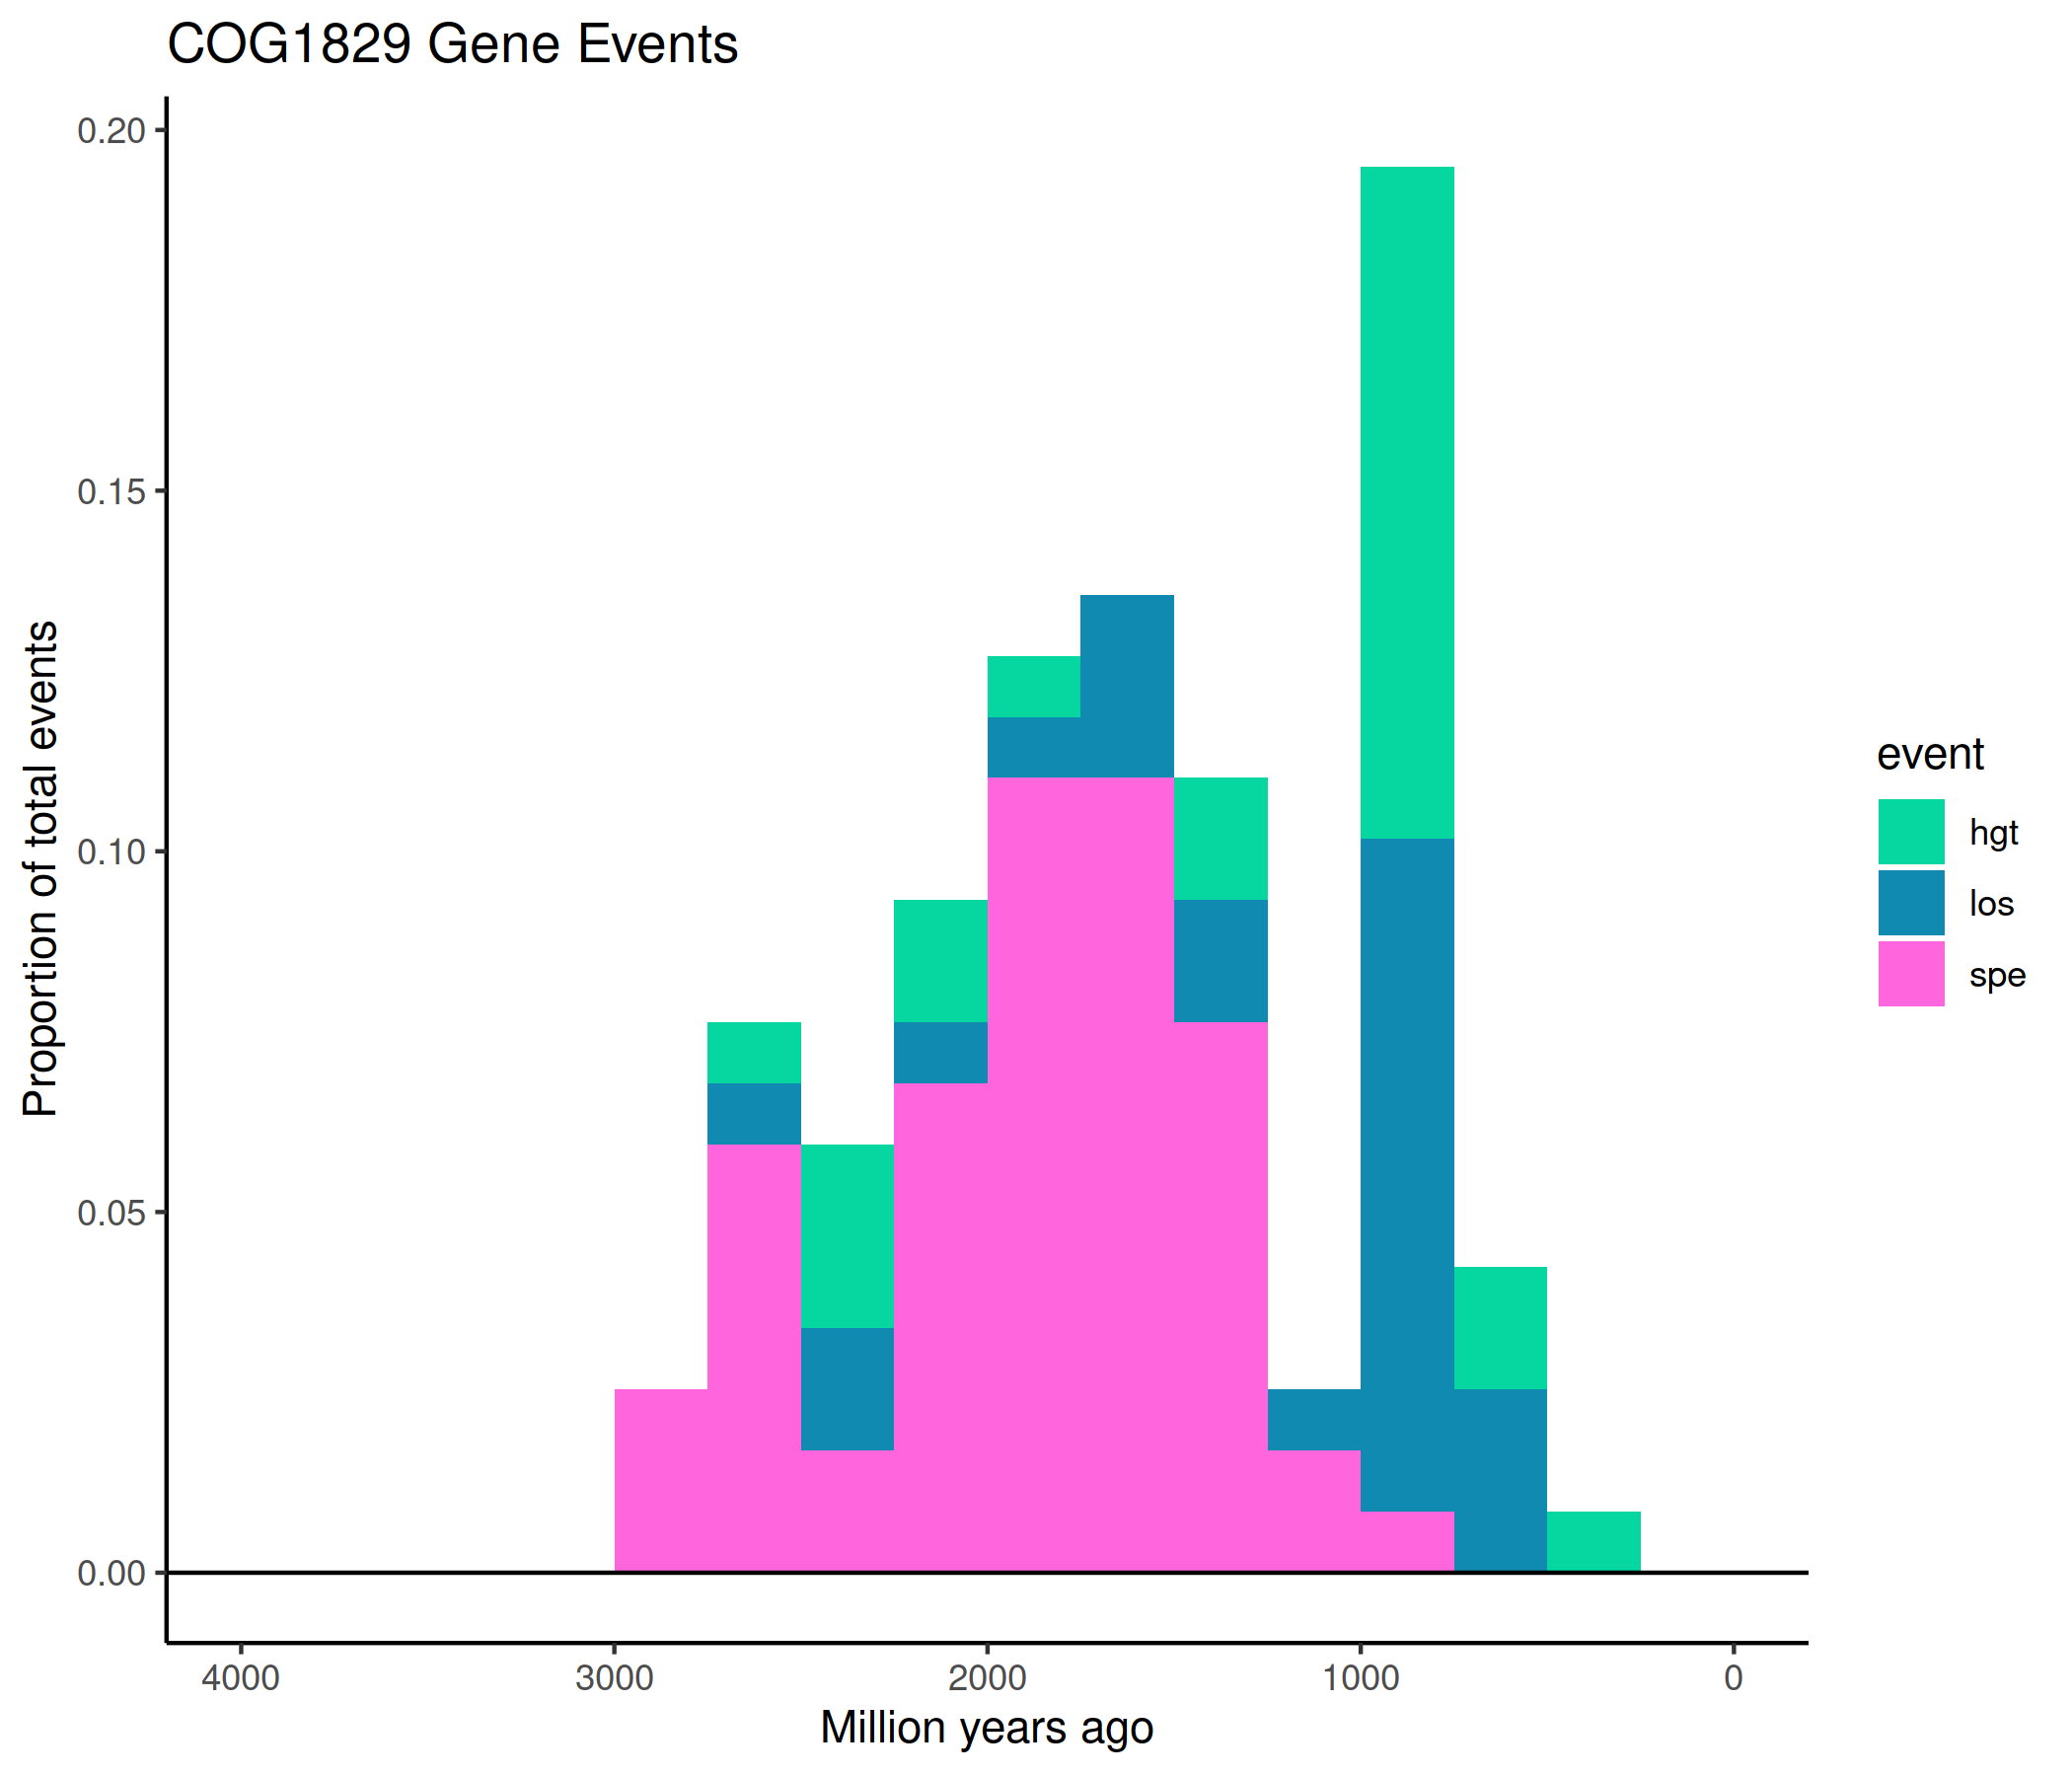 COG1829 Gene Events
Proportion of total events
0.20
0.15
0.10
0.05
0.00
4000 3000 2000 1000 0
Million years ago
event
hgt
los
spe